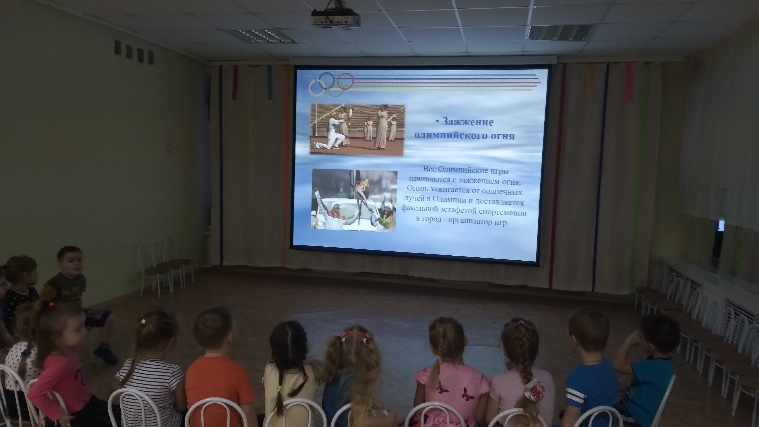 • Зажжение
олимпийского огня
Все Олимпийские игры
начинаются с зажжением огня.
Огонь зажигается от солнечных
лучей в Олимпии и доставляется
факельной эстафетой спортсменов
в город - организатор игр.